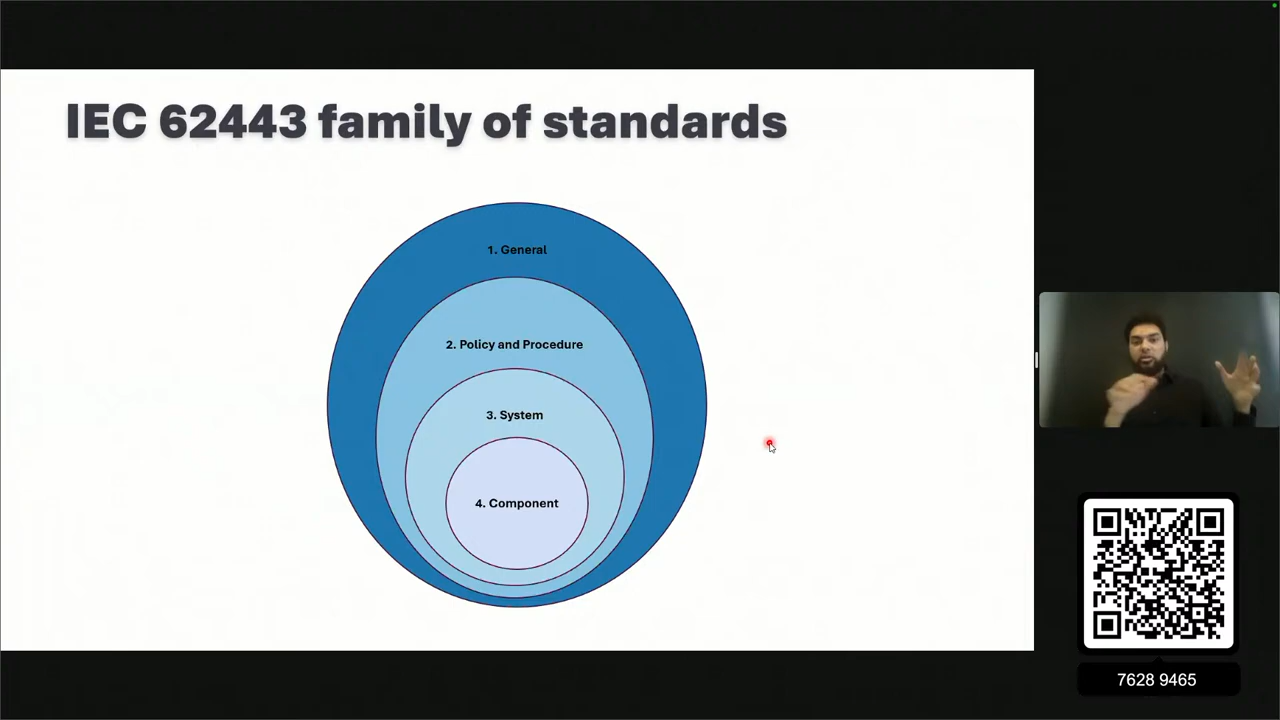 IEC 62443 family of standards
1. General
2. Policy and Procedure
3. System
4. Component
7628 9465